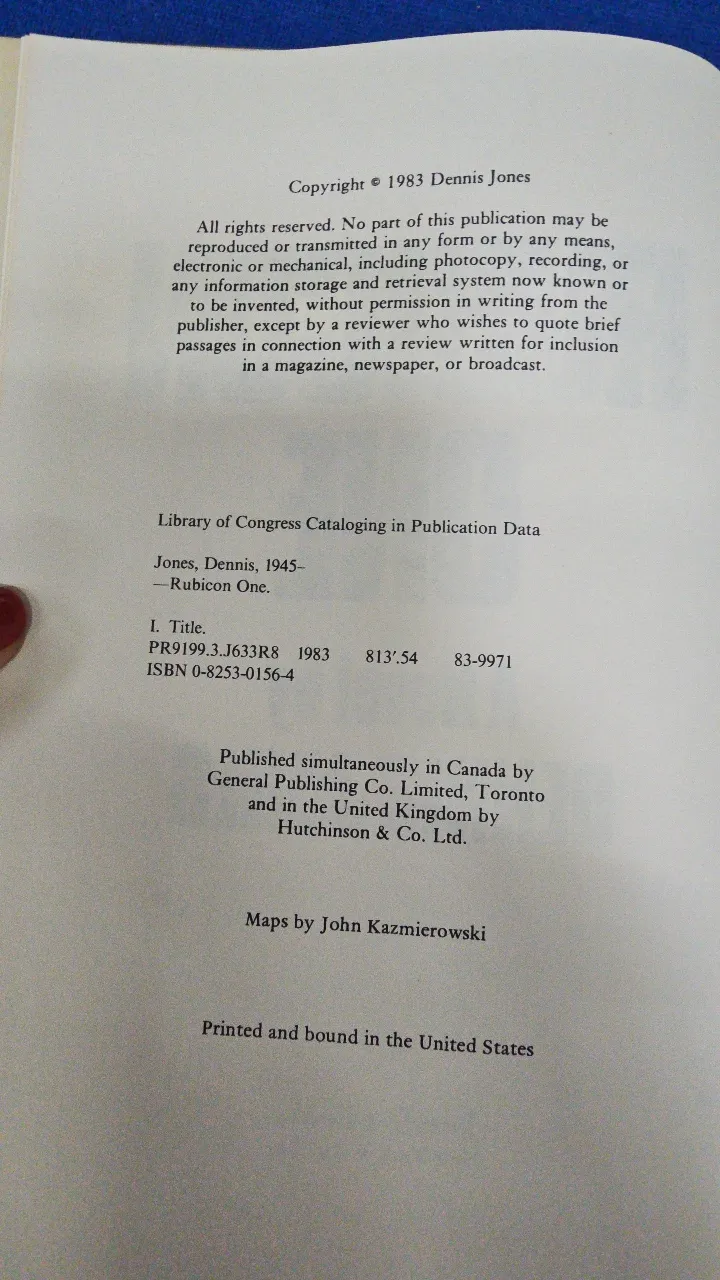 Copyright © 1983 Dennis Jones
All rights reserved. No part of this publication may be
reproduced or transmitted in any form or by any means,
electronic or mechanical, including photocopy, recording, or
any information storage and retrieval system now known or
to be invented, without permission in writing from the
publisher, except by a reviewer who wishes to quote brief
passages in connection with a review written for inclusion
in a magazine, newspaper, or broadcast.
Library of Congress Cataloging in Publication Data
Jones, Dennis, 1945–
—Rubicon One.
I. Title.
PR9199.3.J633R8 1983 813′.54 83-9971
ISBN 0-8253-0156-4
Published simultaneously in Canada by
General Publishing Co. Limited, Toronto
and in the United Kingdom by
Hutchinson & Co. Ltd.
Maps by John Kazmierowski
Printed and bound in the United States